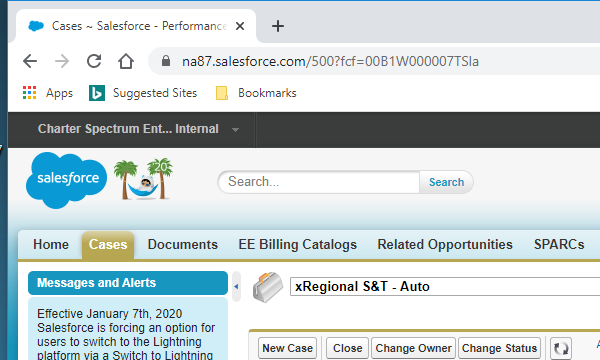 Cases ~ Salesforce - Performance
na87.salesforce.com/500?fcf=00B1W000007TSIa
Apps Suggested Sites Bookmarks
Charter Spectrum Ent... Internal
salesforce
20
Search... Search
Home Cases Documents EE Billing Catalogs Related Opportunities SPARCs
Messages and Alerts
xRegional S&T - Auto
Effective January 7th, 2020
Salesforce is forcing an option for
users to switch to the Lightning
platform via a Switch to Lightning
New Case Close Change Owner Change Status